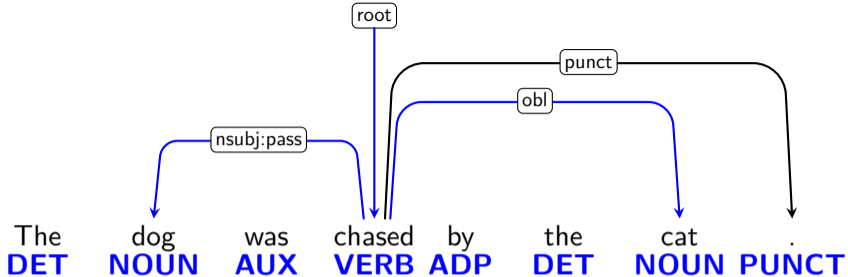 root
punct
obl
nsubj:pass
The dog was chased by the cat .
DET NOUN AUX VERB ADP DET NOUN PUNCT